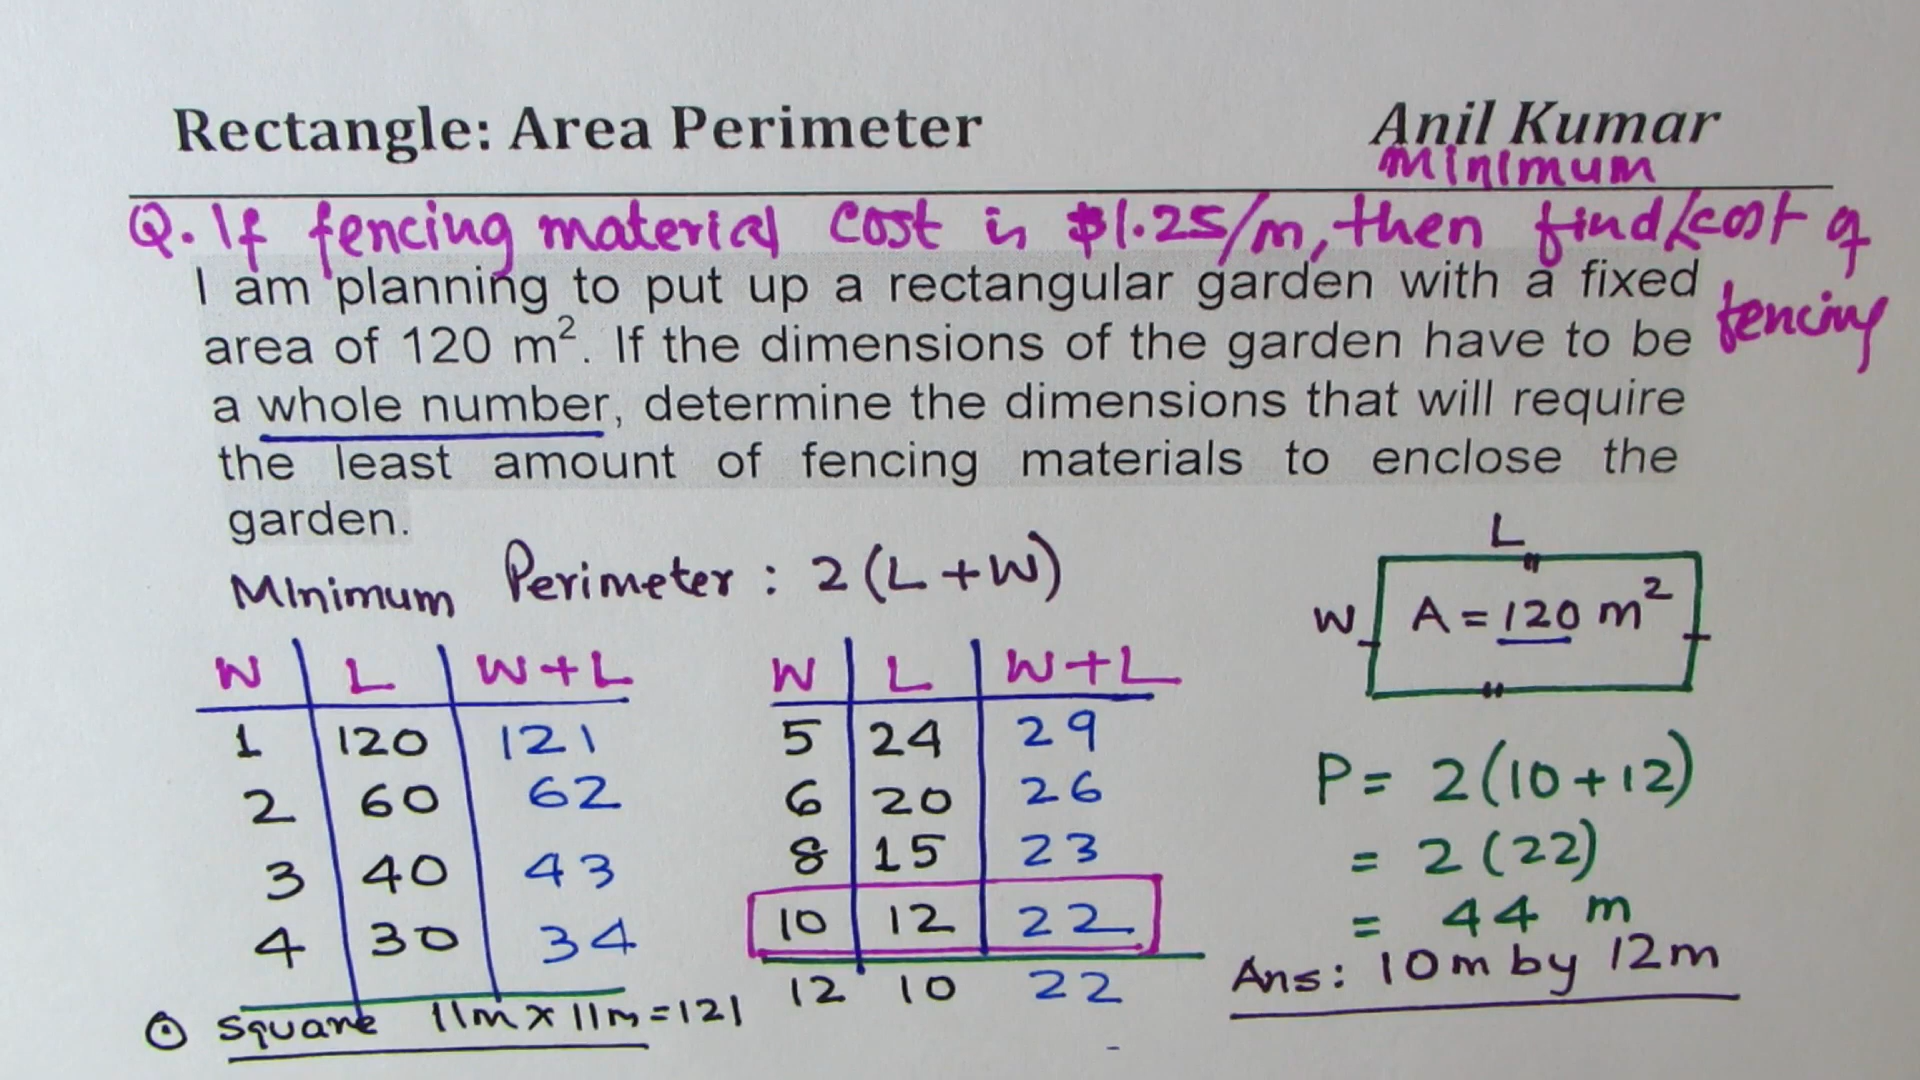 Rectangle: Area Perimeter Anil Kumar
minimum
Q. If fencing material cost is $1.25/m, then find/cost of
fencing
I am planning to put up a rectangular garden with a fixed
area of 120 m². If the dimensions of the garden have to be
a whole number, determine the dimensions that will require
the least amount of fencing materials to enclose the
garden.
Minimum Perimeter : 2(L+W)
W L W+L
1 120 121
2 60 62
3 40 43
4 30 34
W L W+L
5 24 29
6 20 26
8 15 23
10 12 22
12 10 22
square 11m x 11m = 121
L
W A = 120 m²
P = 2(10+12)
= 2(22)
= 44 m
Ans: 10m by 12m